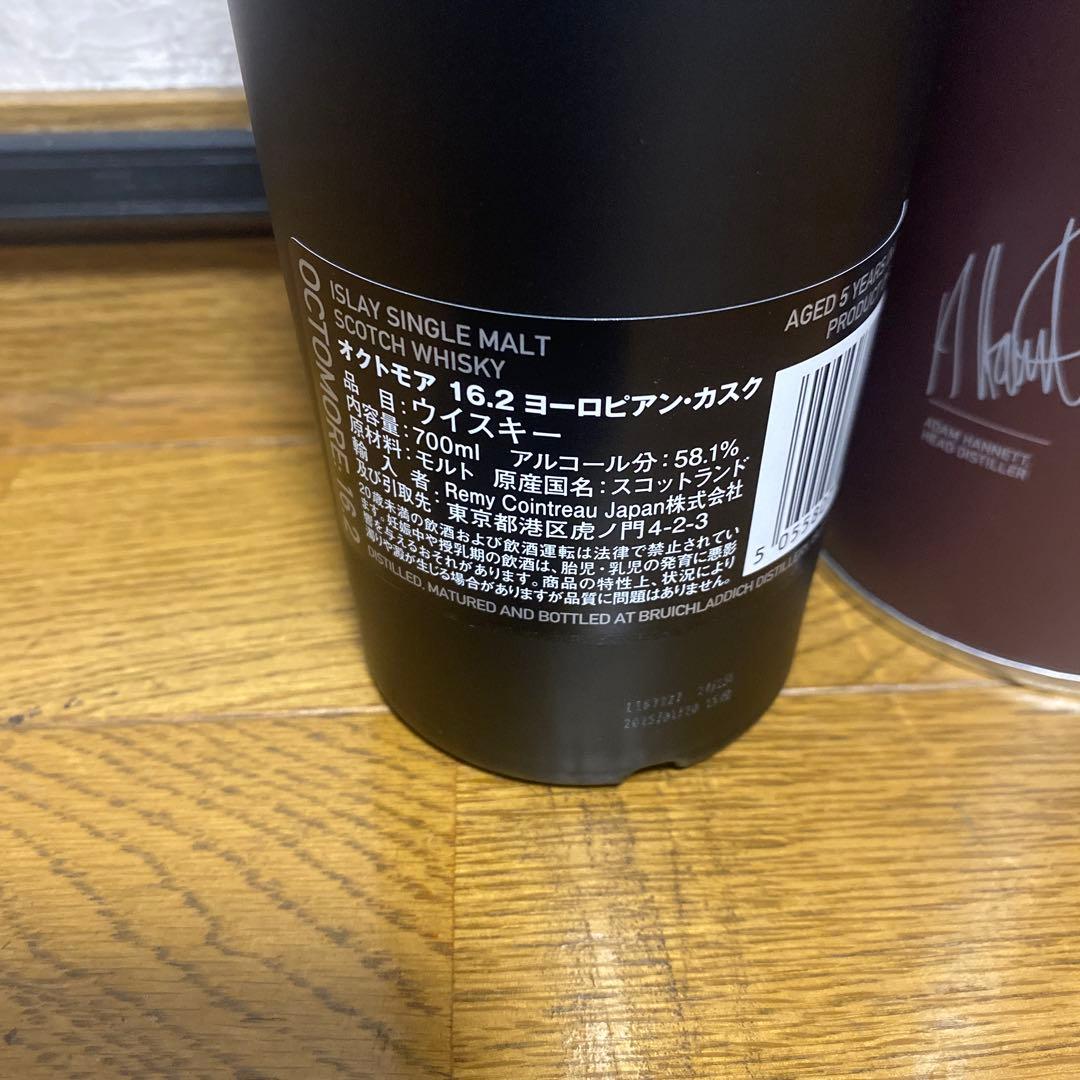 OCTOMORE 16.2
ISLAY SINGLE MALT
SCOTCH WHISKY
AGED 5 YEARS
オクトモア 16.2 ヨーロピアン・カスク
品目：ウイスキー
内容量：700ml アルコール分：58.1%
原材料：モルト 原産国名：スコットランド
輸入者：Remy Cointreau Japan株式会社
及び引取先：東京都港区虎ノ門4-2-3
20歳未満の飲酒および飲酒運転は法律で禁止されてい
ます。妊娠中や授乳期の飲酒は、胎児・乳児の発育に悪影
響を与えるおそれがあります。商品の特性上、状況により
濁りや澱が生じる場合がありますが品質に問題はありません。
DISTILLED, MATURED AND BOTTLED AT BRUICHLADDICH
ADAM HANNETT,
HEAD DISTILLER